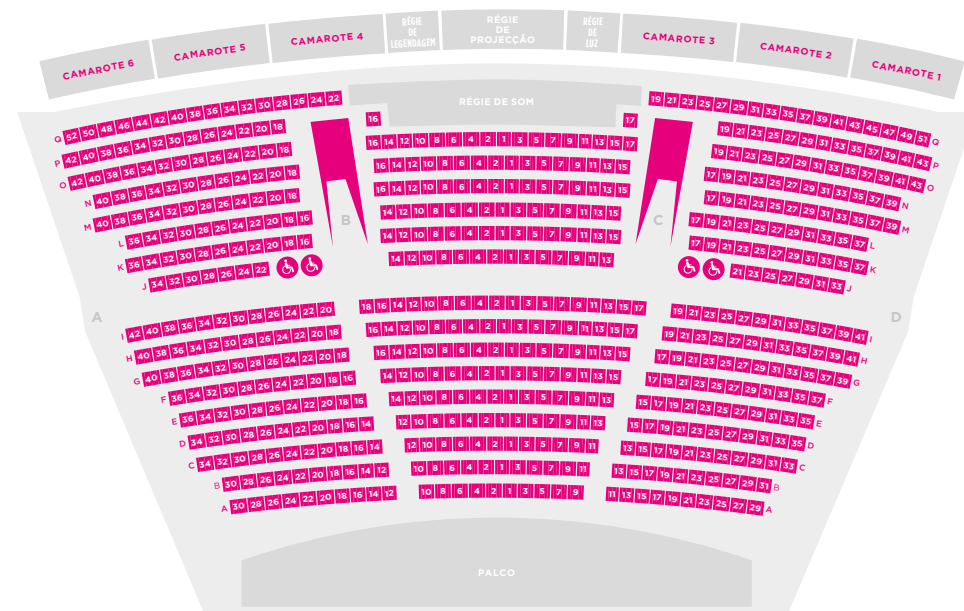 CAMAROTE 6
CAMAROTE 5
CAMAROTE 4
RÉGIE
DE
LEGENDAGEM
RÉGIE
DE
PROJECÇÃO
RÉGIE
DE
LUZ
CAMAROTE 3
CAMAROTE 2
CAMAROTE 1
RÉGIE DE SOM
Q 52 50 48 46 44 42 40 38 36 34 32 30 28 26 24 22
P 42 40 38 36 34 32 30 28 26 24 22 20 18
O 42 40 38 36 34 32 30 28 26 24 22 20 18
N 40 38 36 34 32 30 28 26 24 22 20 18
M 40 38 36 34 32 30 28 26 24 22 20 18
L 36 34 32 30 28 26 24 22 20 18 16
K 36 34 32 30 28 26 24 22 20 18 16
J 34 32 30 28 26 24 22
B
16 17
16 14 12 10 8 6 4 2 1 3 5 7 9 11 13 15 17
16 14 12 10 8 6 4 2 1 3 5 7 9 11 13 15
16 14 12 10 8 6 4 2 1 3 5 7 9 11 13 15
14 12 10 8 6 4 2 1 3 5 7 9 11 13 15
14 12 10 8 6 4 2 1 3 5 7 9 11 13 15
14 12 10 8 6 4 2 1 3 5 7 9 11 13
C
19 21 23 25 27 29 31 33 35 37 39 41 43 45 47 49 51 Q
19 21 23 25 27 29 31 33 35 37 39 41 43 P
19 21 23 25 27 29 31 33 35 37 39 41 43 O
17 19 21 23 25 27 29 31 33 35 37 39 N
17 19 21 23 25 27 29 31 33 35 37 39 M
17 19 21 23 25 27 29 31 33 35 37 L
17 19 21 23 25 27 29 31 33 35 37 K
21 23 25 27 29 31 33 J
A
I 42 40 38 36 34 32 30 28 26 24 22 20
H 40 38 36 34 32 30 28 26 24 22 20 18
G 40 38 36 34 32 30 28 26 24 22 20 18
F 36 34 32 30 28 26 24 22 20 18 16
E 36 34 32 30 28 26 24 22 20 18 16
D 34 32 30 28 26 24 22 20 18 16 14
C 34 32 30 28 26 24 22 20 18 16 14
B 30 28 26 24 22 20 18 16 14 12
A 30 28 26 24 22 20 18 16 14 12
18 16 14 12 10 8 6 4 2 1 3 5 7 9 11 13 15 17
16 14 12 10 8 6 4 2 1 3 5 7 9 11 13 15 17
16 14 12 10 8 6 4 2 1 3 5 7 9 11 13 15
14 12 10 8 6 4 2 1 3 5 7 9 11 13 15
14 12 10 8 6 4 2 1 3 5 7 9 11 13
12 10 8 6 4 2 1 3 5 7 9 11 13
12 10 8 6 4 2 1 3 5 7 9 11
10 8 6 4 2 1 3 5 7 9 11
10 8 6 4 2 1 3 5 7 9
D
19 21 23 25 27 29 31 33 35 37 39 41 I
19 21 23 25 27 29 31 33 35 37 39 41 H
17 19 21 23 25 27 29 31 33 35 37 39 G
17 19 21 23 25 27 29 31 33 35 37 F
15 17 19 21 23 25 27 29 31 33 35 E
15 17 19 21 23 25 27 29 31 33 35 D
13 15 17 19 21 23 25 27 29 31 33 C
13 15 17 19 21 23 25 27 29 31 B
11 13 15 17 19 21 23 25 27 29 A
PALCO